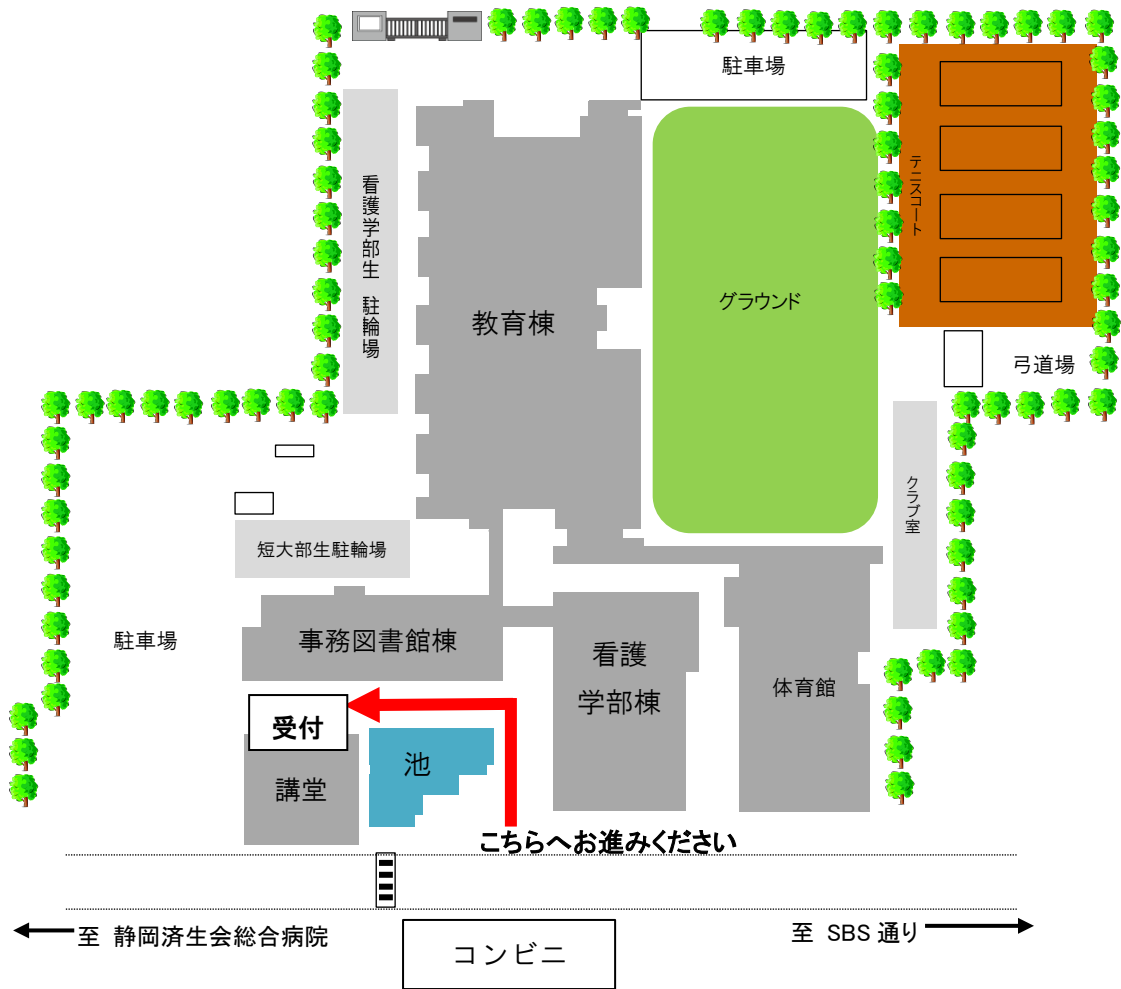 駐車場
テニスコート
看護学部生 駐輪場
教育棟
グラウンド
弓道場
クラブ室
短大部生駐輪場
駐車場
事務図書館棟
看護
学部棟
体育館
受付
池
講堂
こちらへお進みください
至 静岡済生会総合病院
至 SBS 通り
コンビニ